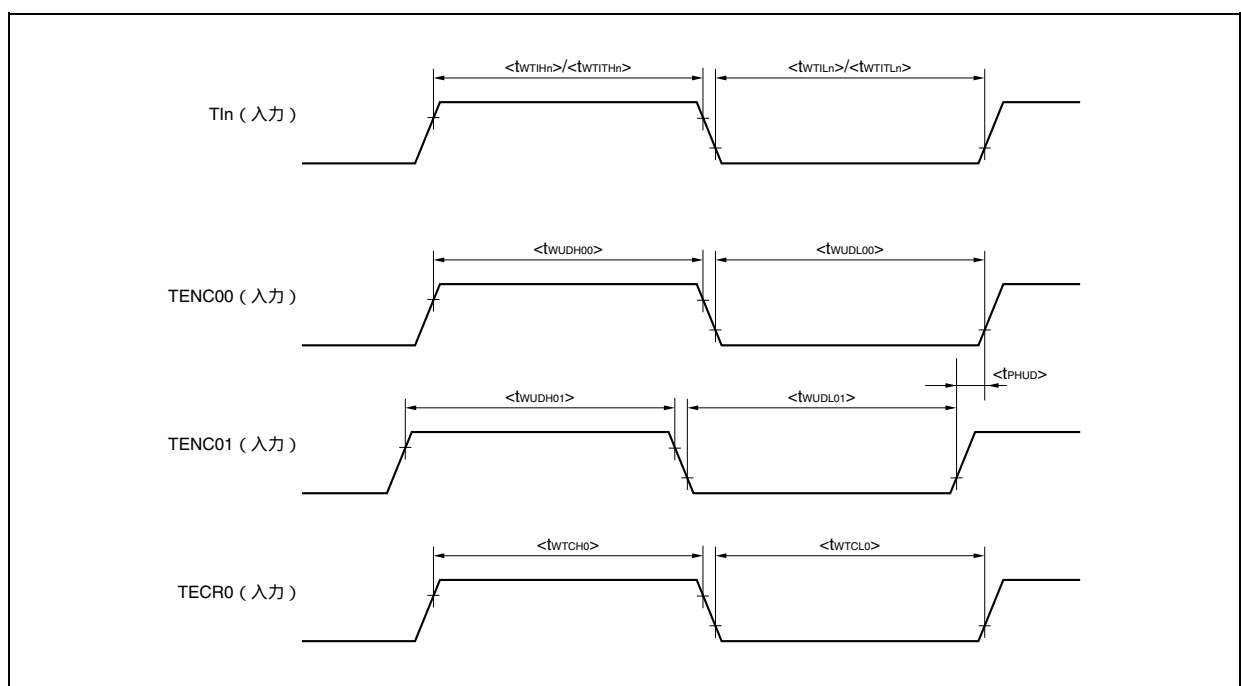 <tWTIHn>/<tWTITHn> <tWTILn>/<tWTITLn>
TIn（入力）
<tWUDH00> <tWUDL00>
TENC00（入力）
<tPHUD>
<tWUDH01> <tWUDL01>
TENC01（入力）
<tWTCH0> <tWTCL0>
TECR0（入力）